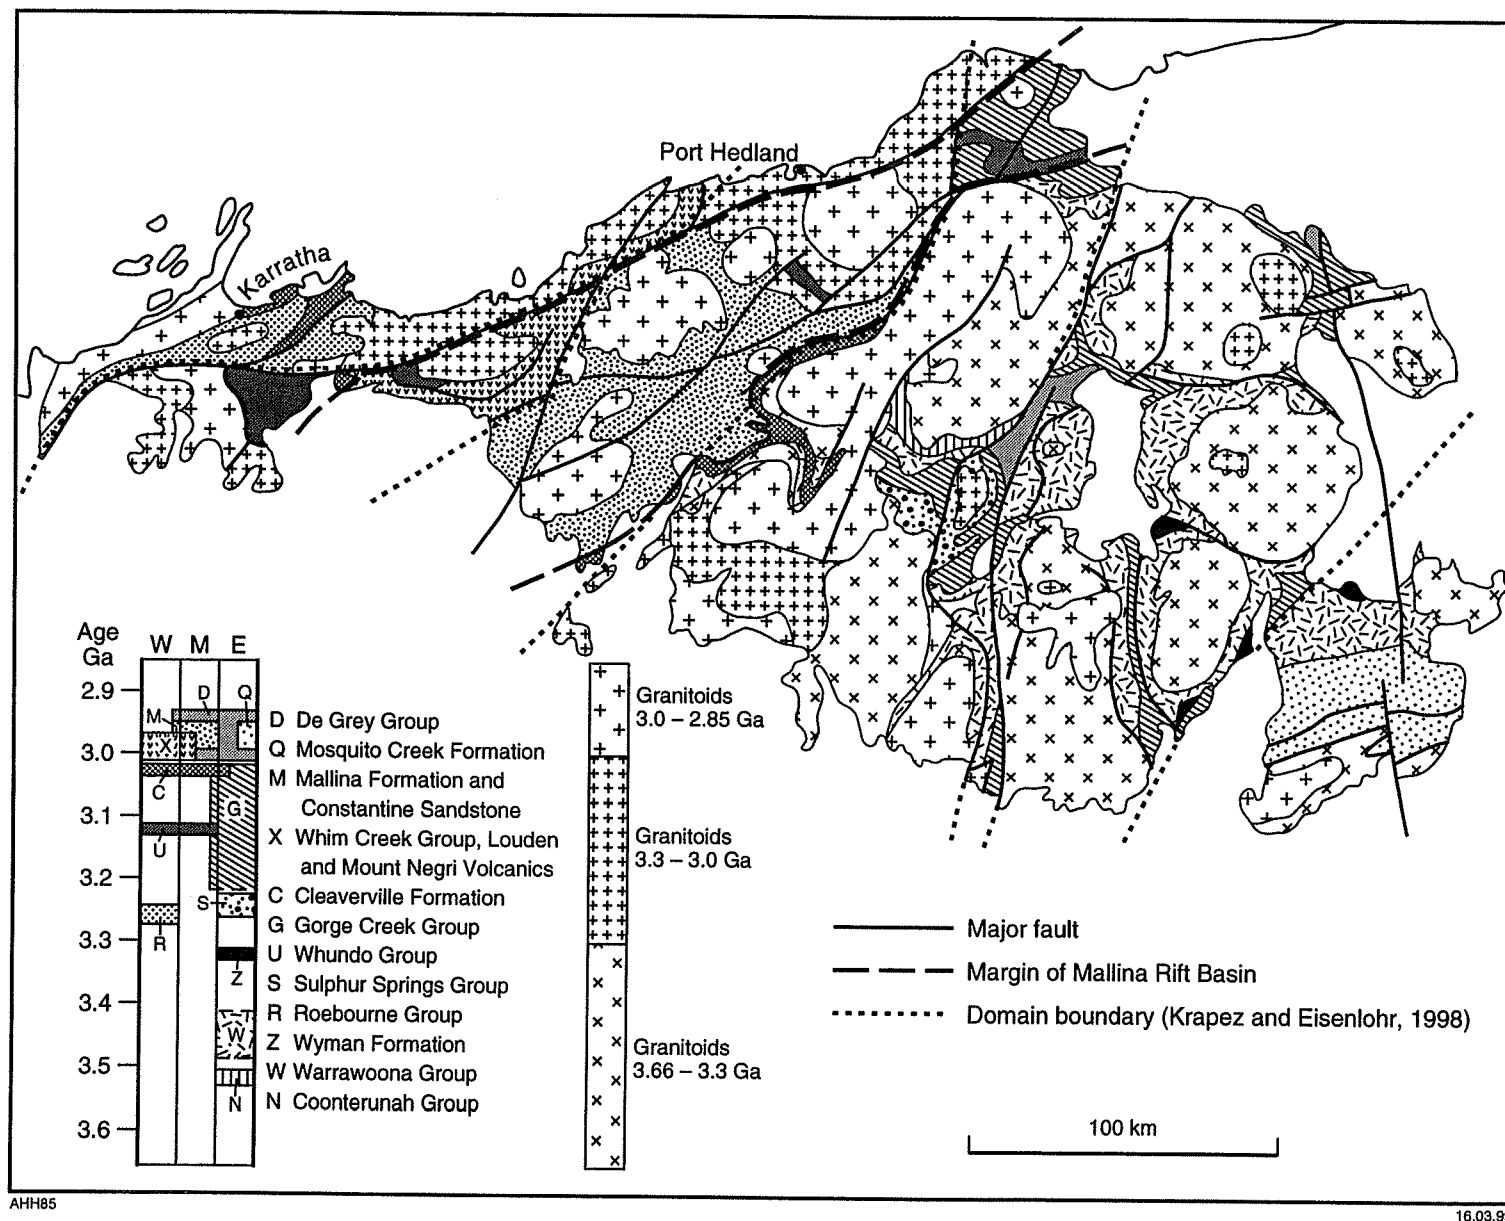 Port Hedland
Karratha
Age
Ga
W M E
2.9
3.0
3.1
3.2
3.3
3.4
3.5
3.6
D
Q
M
X
C
G
U
S
R
Z
W
N
D De Grey Group
Q Mosquito Creek Formation
M Mallina Formation and
Constantine Sandstone
X Whim Creek Group, Louden
and Mount Negri Volcanics
C Cleaverville Formation
G Gorge Creek Group
U Whundo Group
S Sulphur Springs Group
R Roebourne Group
Z Wyman Formation
W Warrawoona Group
N Coonterunah Group
Granitoids
3.0 – 2.85 Ga
Granitoids
3.3 – 3.0 Ga
Granitoids
3.66 – 3.3 Ga
Major fault
Margin of Mallina Rift Basin
Domain boundary (Krapez and Eisenlohr, 1998)
100 km
AHH85
16.03.9